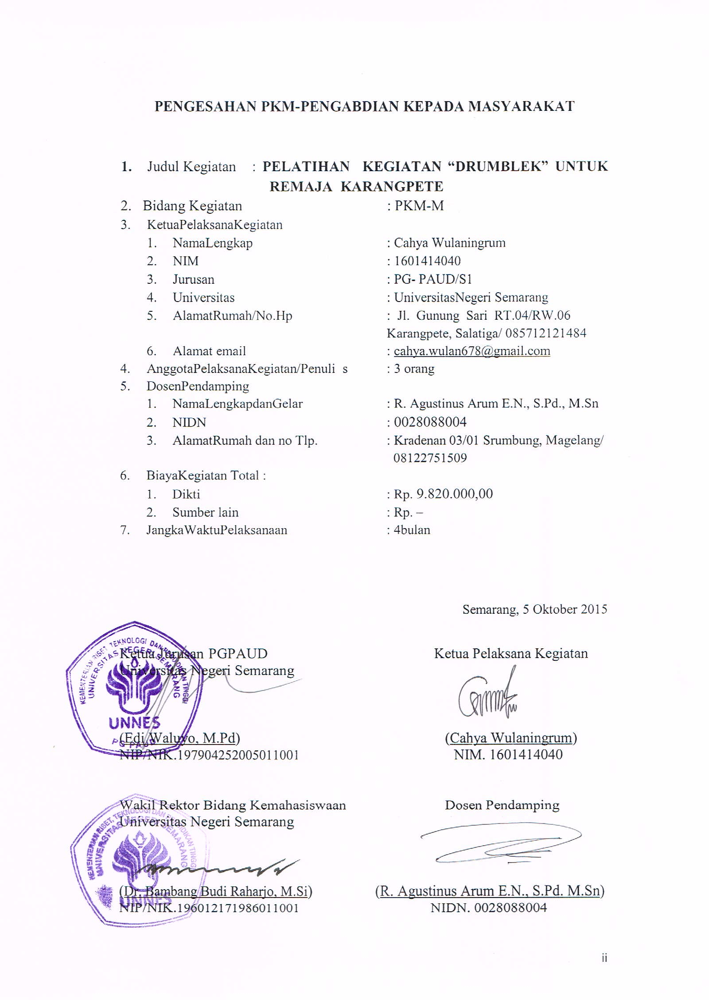 PENGESAHAN PKM-PENGABDIAN KEPADA MASYARAKAT
1. Judul Kegiatan : PELATIHAN KEGIATAN “DRUMBLEK” UNTUK
REMAJA KARANGPETE
2. Bidang Kegiatan : PKM-M
3. KetuaPelaksanaKegiatan
1. NamaLengkap : Cahya Wulaningrum
2. NIM : 1601414040
3. Jurusan : PG- PAUD/S1
4. Universitas : UniversitasNegeri Semarang
5. AlamatRumah/No.Hp : Jl. Gunung Sari RT.04/RW.06
Karangpete, Salatiga/ 085712121484
6. Alamat email : cahya.wulan678@gmail.com
4. AnggotaPelaksanaKegiatan/Penuli s : 3 orang
5. DosenPendamping
1. NamaLengkapdanGelar : R. Agustinus Arum E.N., S.Pd., M.Sn
2. NIDN : 0028088004
3. AlamatRumah dan no Tlp. : Kradenan 03/01 Srumbung, Magelang/
08122751509
6. BiayaKegiatan Total :
1. Dikti : Rp. 9.820.000,00
2. Sumber lain : Rp. –
7. JangkaWaktuPelaksanaan : 4bulan
Semarang, 5 Oktober 2015
Ketua Jurusan PGPAUD Ketua Pelaksana Kegiatan
Universitas Negeri Semarang
KEMENTERIAN RISET, TEKNOLOGI DAN PENDIDIKAN TINGGI
UNIVERSITAS NEGERI SEMARANG
UNNES
PG PAUD
(Edi Waluyo, M.Pd) (Cahya Wulaningrum)
NIP/NIK.197904252005011001 NIM. 1601414040
Wakil Rektor Bidang Kemahasiswaan Dosen Pendamping
Universitas Negeri Semarang
KEMENTERIAN RISET, TEKNOLOGI DAN PENDIDIKAN TINGGI
UNIVERSITAS NEGERI SEMARANG
UNNES
(Dr. Bambang Budi Raharjo, M.Si) (R. Agustinus Arum E.N., S.Pd. M.Sn)
NIP/NIK.196012171986011001 NIDN. 0028088004
ii